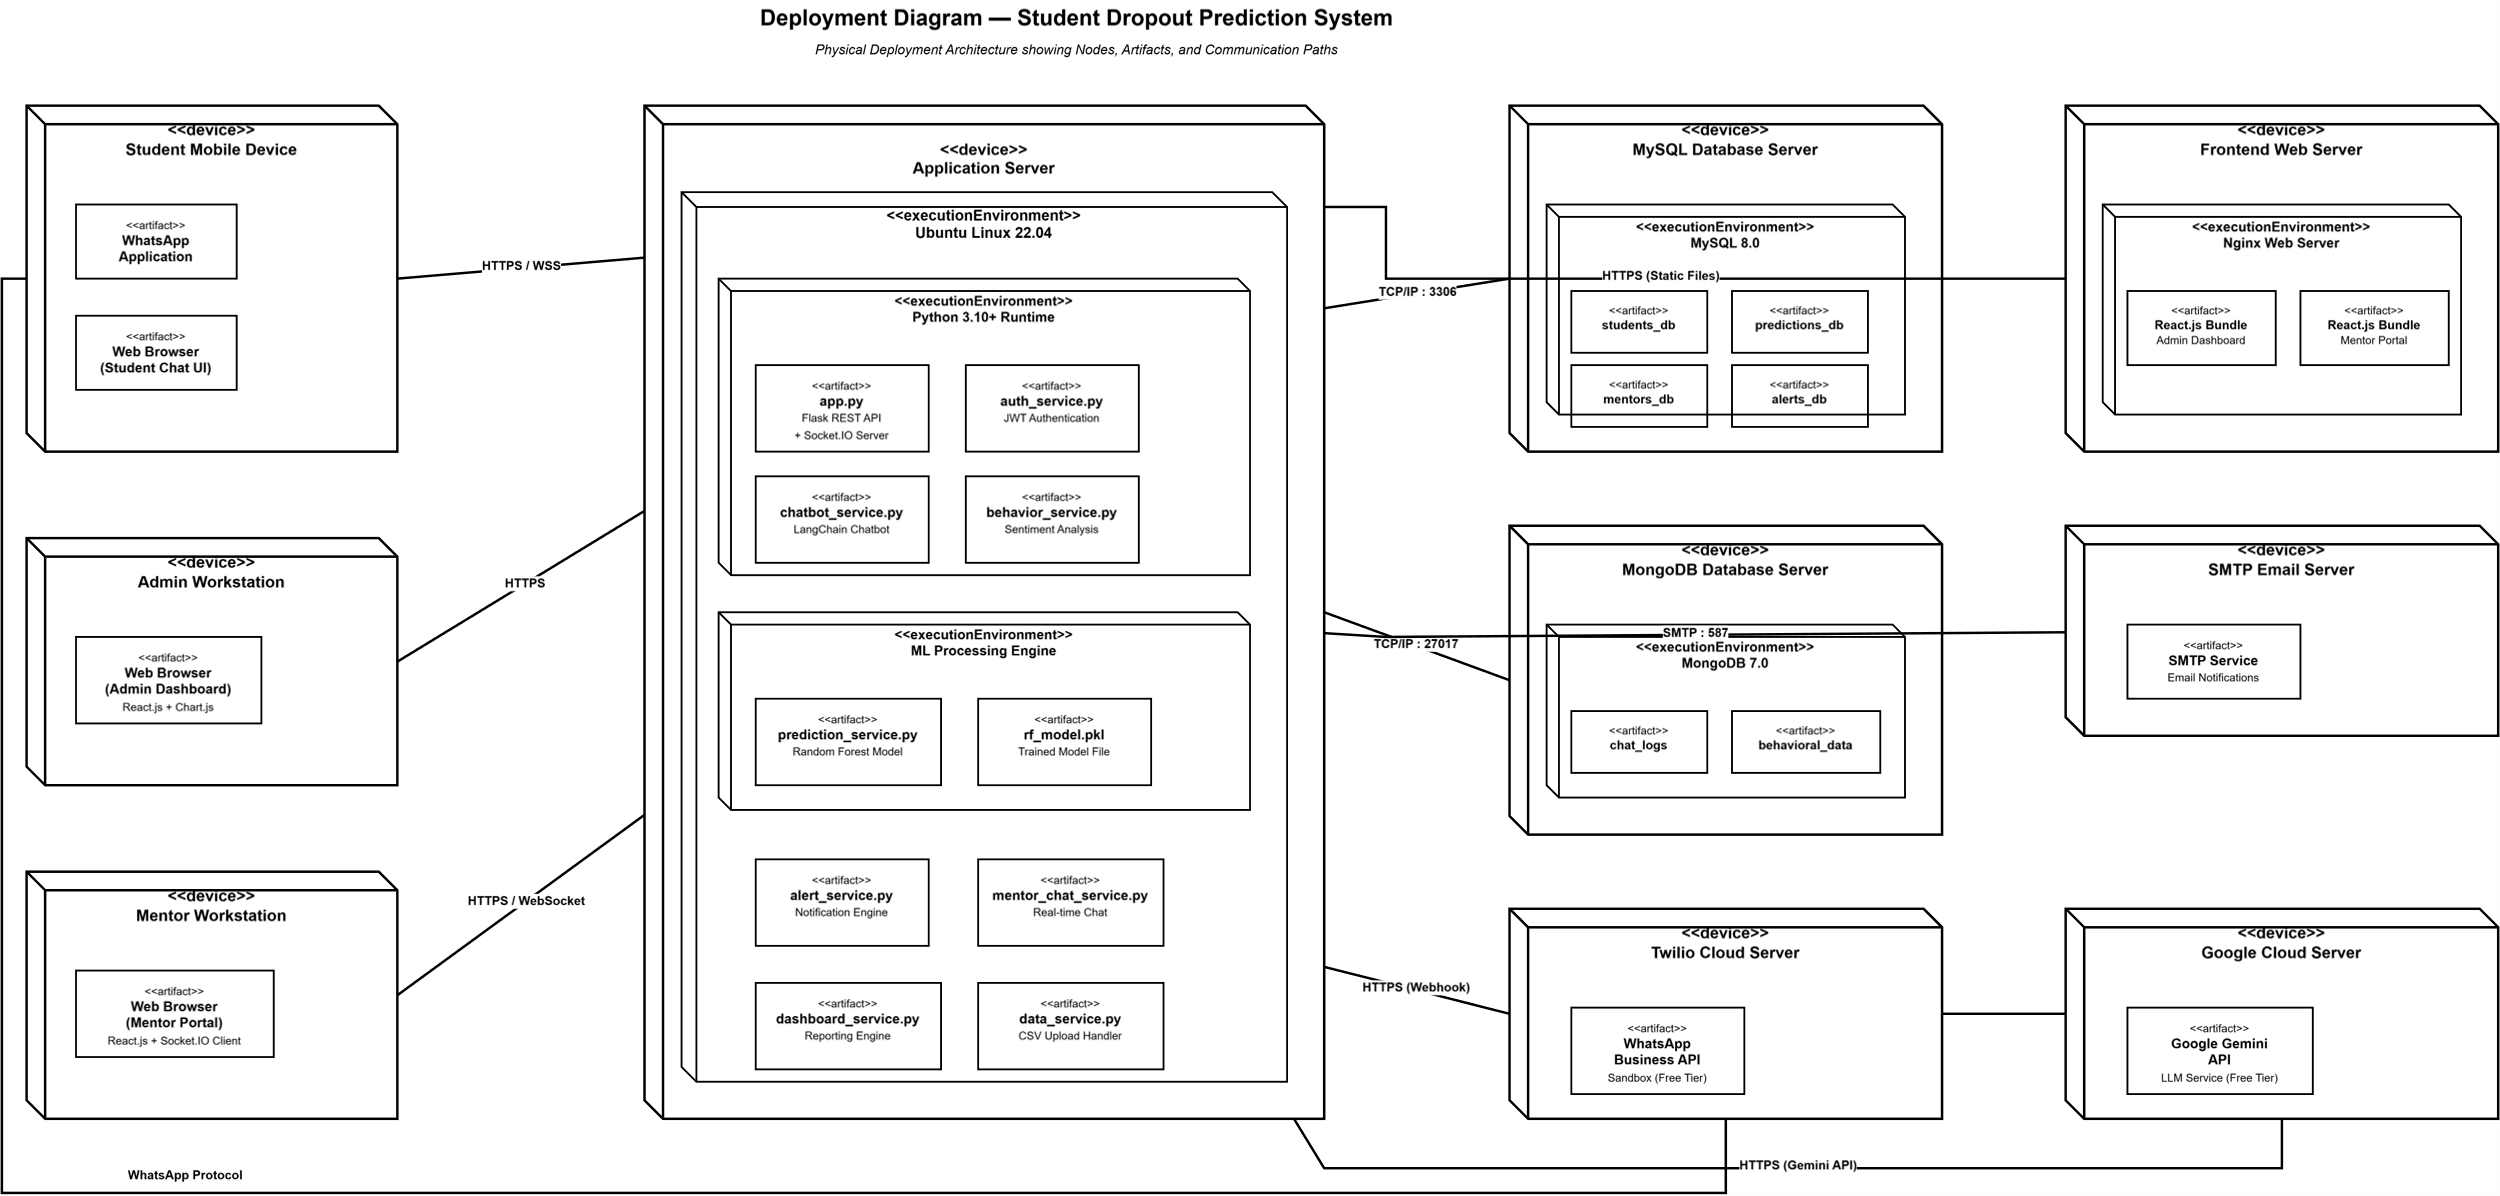 Deployment Diagram — Student Dropout Prediction System
Physical Deployment Architecture showing Nodes, Artifacts, and Communication Paths
<<device>>
Student Mobile Device
<<artifact>>
WhatsApp
Application
<<artifact>>
Web Browser
(Student Chat UI)
HTTPS / WSS
<<device>>
Admin Workstation
<<artifact>>
Web Browser
(Admin Dashboard)
React.js + Chart.js
HTTPS
<<device>>
Mentor Workstation
<<artifact>>
Web Browser
(Mentor Portal)
React.js + Socket.IO Client
HTTPS / WebSocket
WhatsApp Protocol
<<device>>
Application Server
<<executionEnvironment>>
Ubuntu Linux 22.04
<<executionEnvironment>>
Python 3.10+ Runtime
<<artifact>>
app.py
Flask REST API
+ Socket.IO Server
<<artifact>>
auth_service.py
JWT Authentication
<<artifact>>
chatbot_service.py
LangChain Chatbot
<<artifact>>
behavior_service.py
Sentiment Analysis
<<executionEnvironment>>
ML Processing Engine
<<artifact>>
prediction_service.py
Random Forest Model
<<artifact>>
rf_model.pkl
Trained Model File
<<artifact>>
alert_service.py
Notification Engine
<<artifact>>
mentor_chat_service.py
Real-time Chat
<<artifact>>
dashboard_service.py
Reporting Engine
<<artifact>>
data_service.py
CSV Upload Handler
TCP/IP : 3306
TCP/IP : 27017
HTTPS (Webhook)
<<device>>
MySQL Database Server
<<executionEnvironment>>
MySQL 8.0
HTTPS (Static Files)
<<artifact>>
students_db
<<artifact>>
predictions_db
<<artifact>>
mentors_db
<<artifact>>
alerts_db
<<device>>
MongoDB Database Server
SMTP : 587
<<executionEnvironment>>
MongoDB 7.0
<<artifact>>
chat_logs
<<artifact>>
behavioral_data
<<device>>
Twilio Cloud Server
<<artifact>>
WhatsApp
Business API
Sandbox (Free Tier)
HTTPS (Gemini API)
<<device>>
Frontend Web Server
<<executionEnvironment>>
Nginx Web Server
<<artifact>>
React.js Bundle
Admin Dashboard
<<artifact>>
React.js Bundle
Mentor Portal
<<device>>
SMTP Email Server
<<artifact>>
SMTP Service
Email Notifications
<<device>>
Google Cloud Server
<<artifact>>
Google Gemini
API
LLM Service (Free Tier)